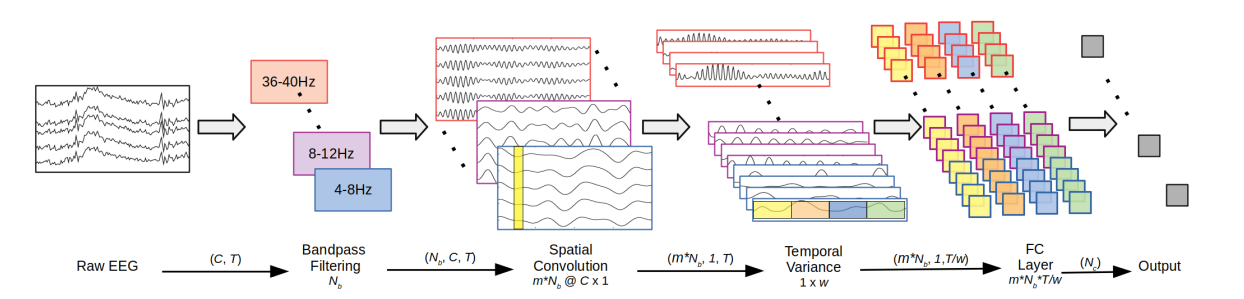 36-40Hz
8-12Hz
4-8Hz
Raw EEG
(C, T)
Bandpass
Filtering
N_b
(N_b, C, T)
Spatial
Convolution
m*N_b @ C x 1
(m*N_b, 1, T)
Temporal
Variance
1 x w
(m*N_b, 1,T/w)
FC
Layer
m*N_b*T/w
(N_c)
Output